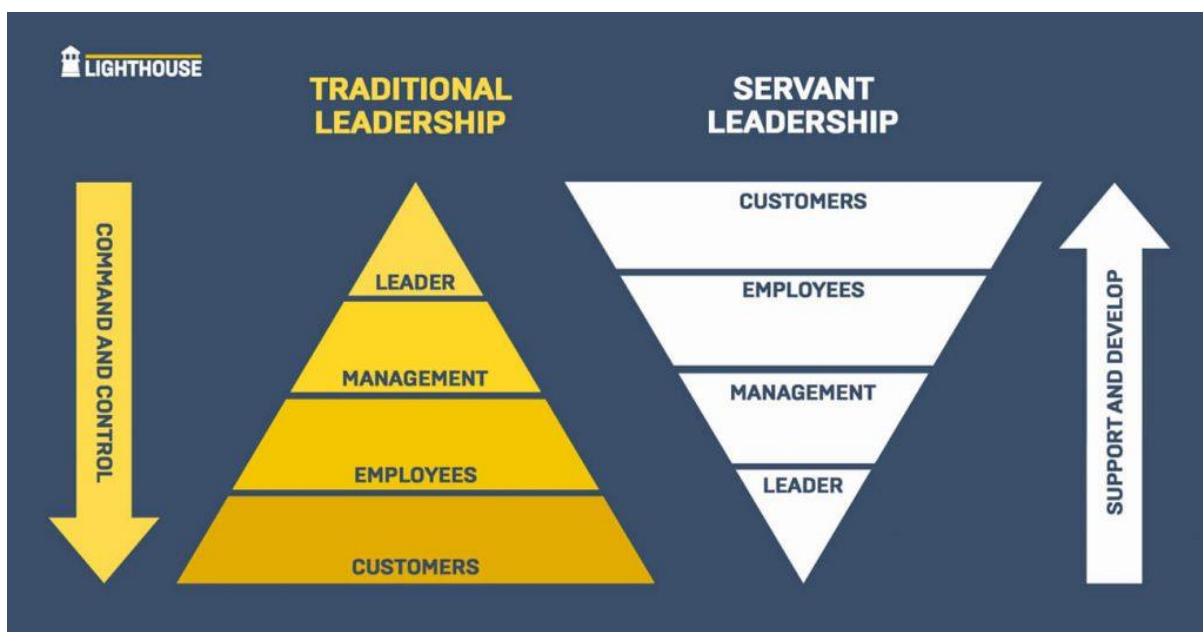 LIGHTHOUSE
TRADITIONAL
LEADERSHIP
SERVANT
LEADERSHIP
COMMAND AND CONTROL
LEADER
MANAGEMENT
EMPLOYEES
CUSTOMERS
CUSTOMERS
EMPLOYEES
MANAGEMENT
LEADER
SUPPORT AND DEVELOP